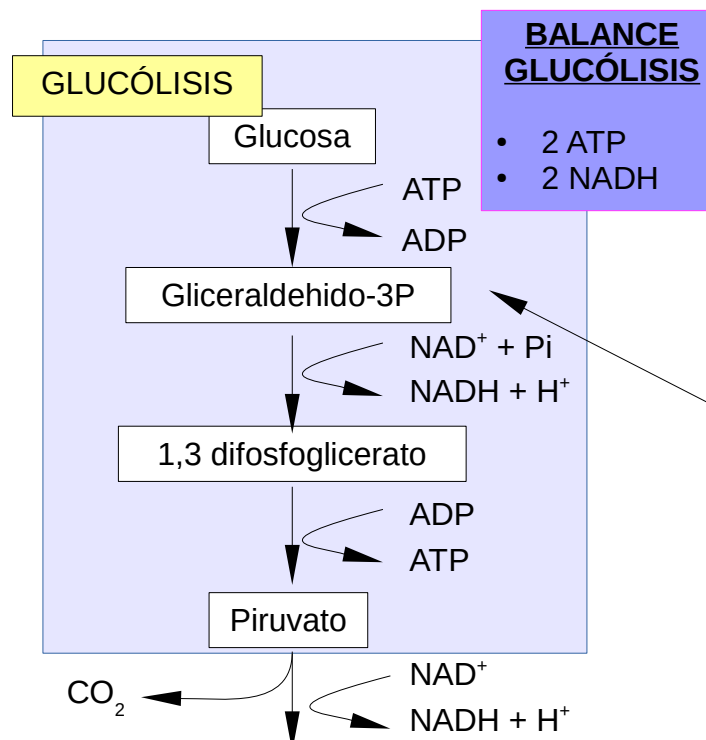 BALANCE
GLUCÓLISIS
• 2 ATP
• 2 NADH
GLUCÓLISIS
Glucosa
ATP
ADP
Gliceraldehido-3P
NAD⁺ + Pi
NADH + H⁺
1,3 difosfoglicerato
ADP
ATP
Piruvato
NAD⁺
CO₂
NADH + H⁺